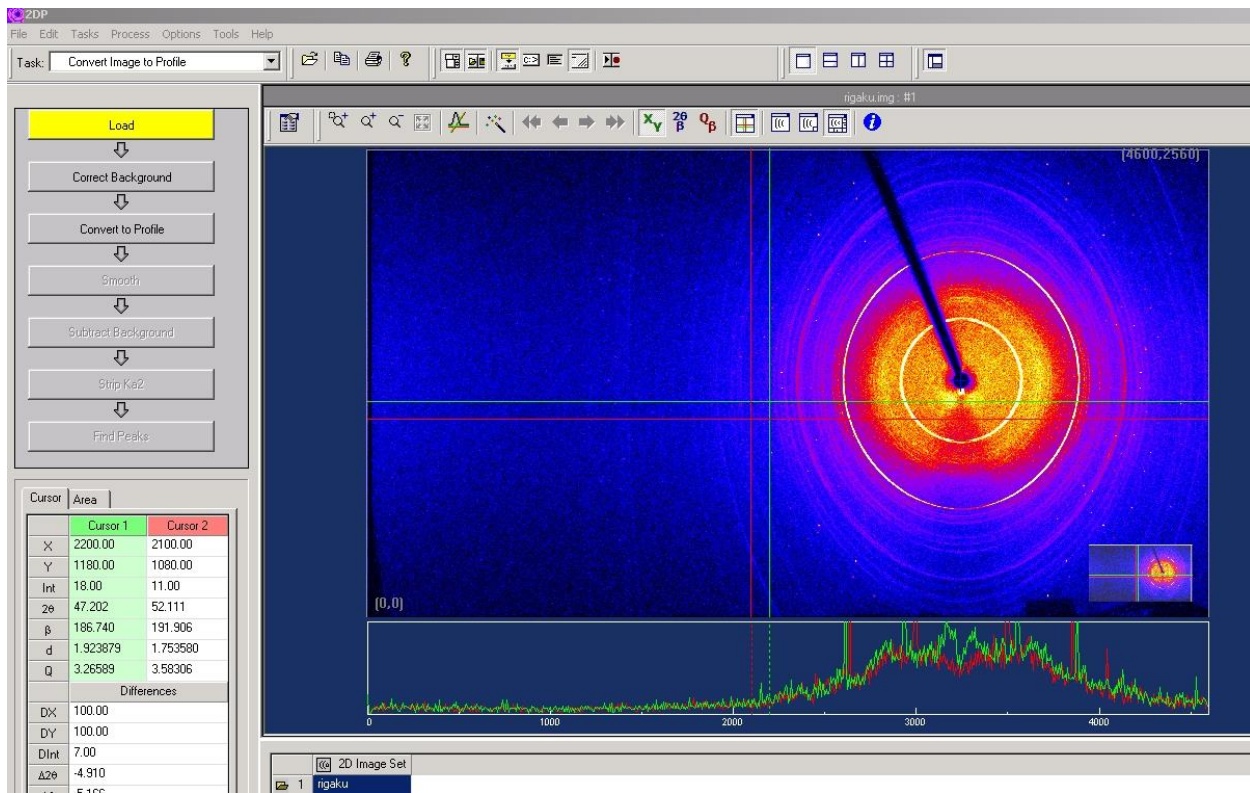 2DP
File Edit Tasks Process Options Tools Help
Task: Convert Image to Profile
rigaku.img : #1
Load
Correct Background
Convert to Profile
Smooth
Subtract Background
Strip Ka2
Find Peaks
X Y 2θ β Q β
(4600,2560)
(0,0)
0 1000 2000 3000 4000
Cursor Area
Cursor 1 Cursor 2
X 2200.00 2100.00
Y 1180.00 1080.00
Int 18.00 11.00
2θ 47.202 52.111
β 186.740 191.906
d 1.923879 1.753580
Q 3.26589 3.58306
Differences
DX 100.00
DY 100.00
DInt 7.00
Δ2θ -4.910
2D Image Set
1 rigaku